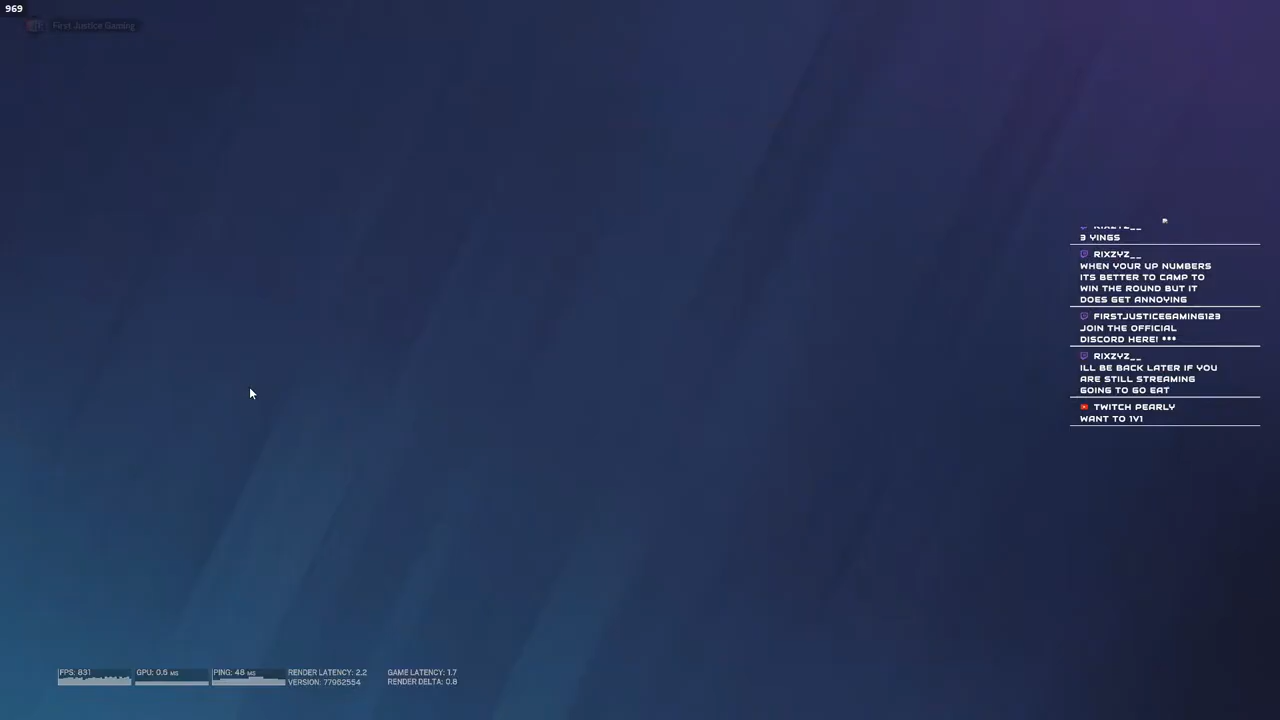 969
First Justice Gaming
RIXZYZ__
3 YINGS
RIXZYZ__
WHEN YOUR UP NUMBERS
ITS BETTER TO CAMP TO
WIN THE ROUND BUT IT
DOES GET ANNOYING
FIRSTJUSTICEGAMING123
JOIN THE OFFICIAL
DISCORD HERE! ***
RIXZYZ__
ILL BE BACK LATER IF YOU
ARE STILL STREAMING
GOING TO GO EAT
TWITCH PEARLY
WANT TO 1V1
FPS: 831 GPU: 0.5 MS PING: 48 MS RENDER LATENCY: 2.2 GAME LATENCY: 1.7
VERSION: 77982554 RENDER DELTA: 0.8